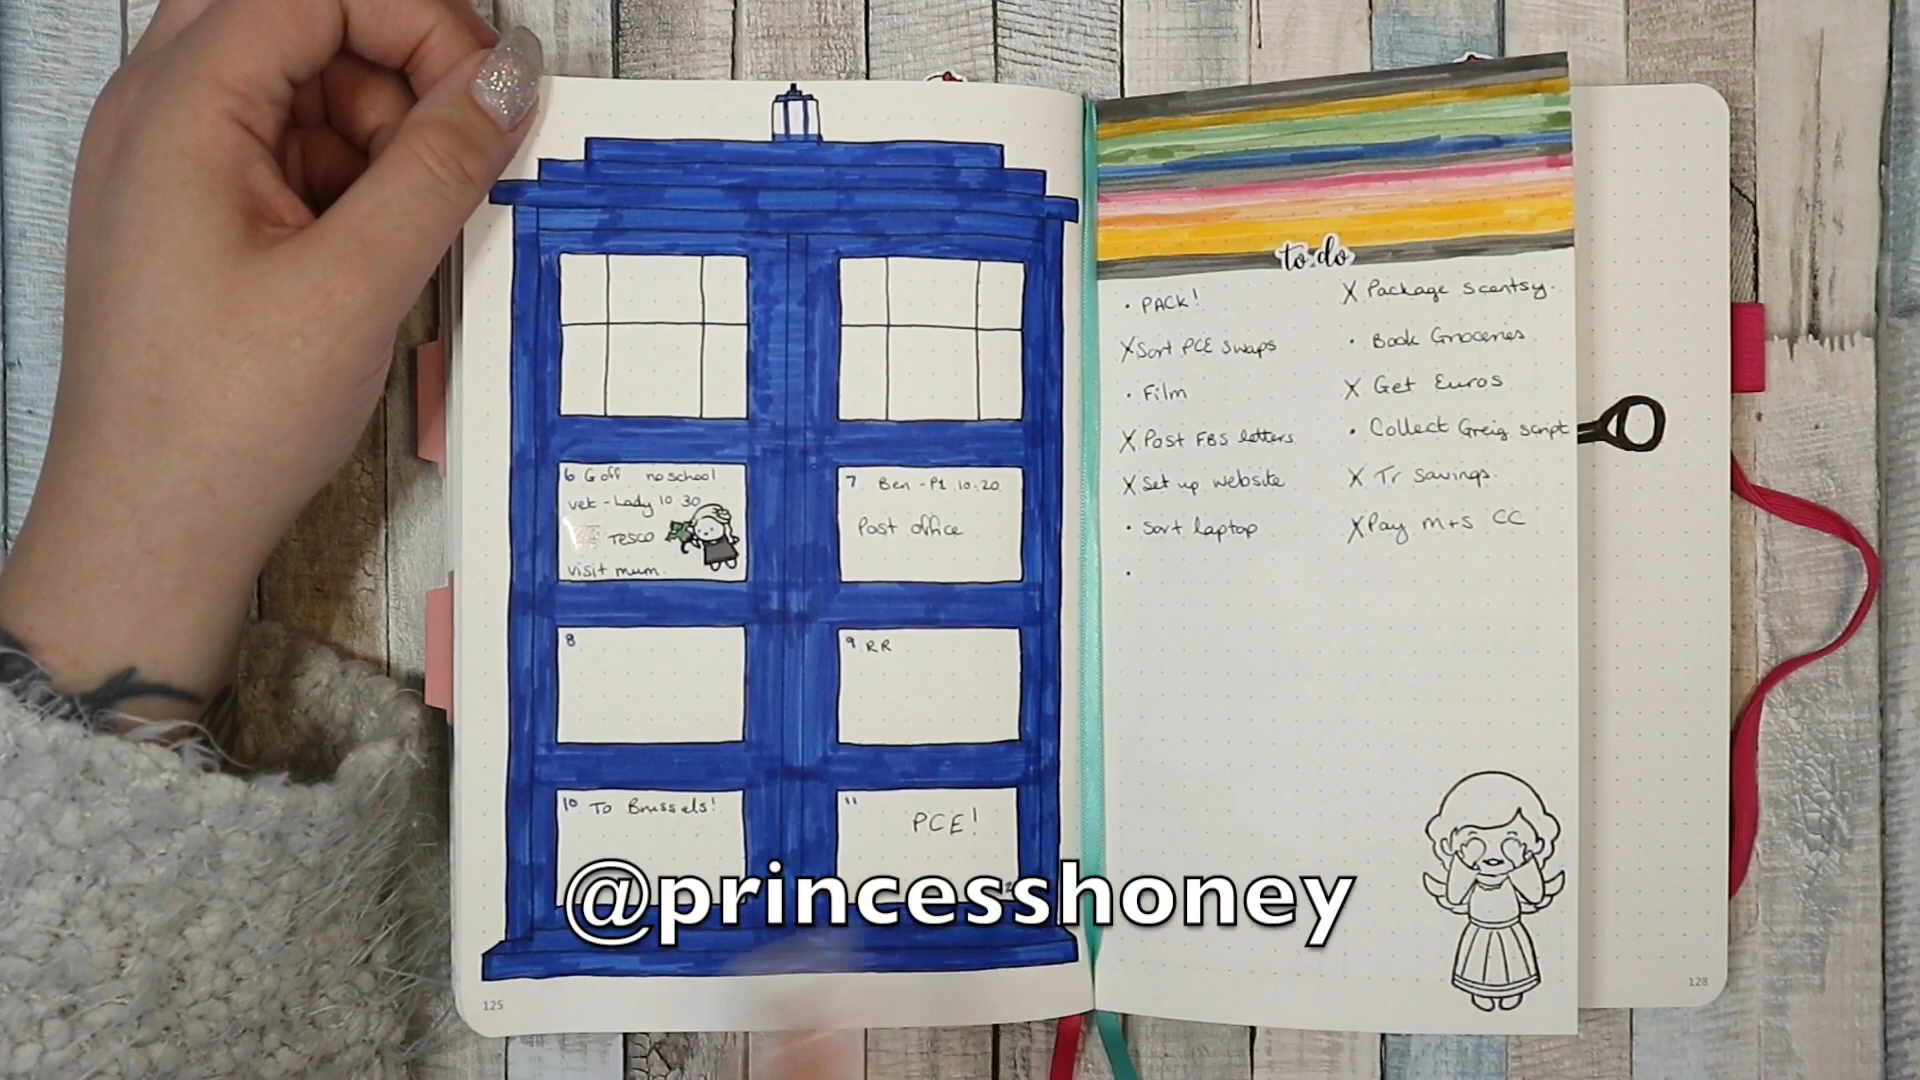 6 G off no school
vet - Lady 10.30
TESCO
visit mum.
7 Ben - P1 10.20
Post office
8
9 RR
10 To Brussels!
11
PCE!
125
to do
• PACK!
X Sort PCE swaps
• Film
X Post FBS letters
X Set up website
• Sort laptop
•
X Package scentsy.
• Book Groceries
X Get Euros
• Collect Greig script
X Tr Savings.
X Pay M+S CC
128
@princesshoney